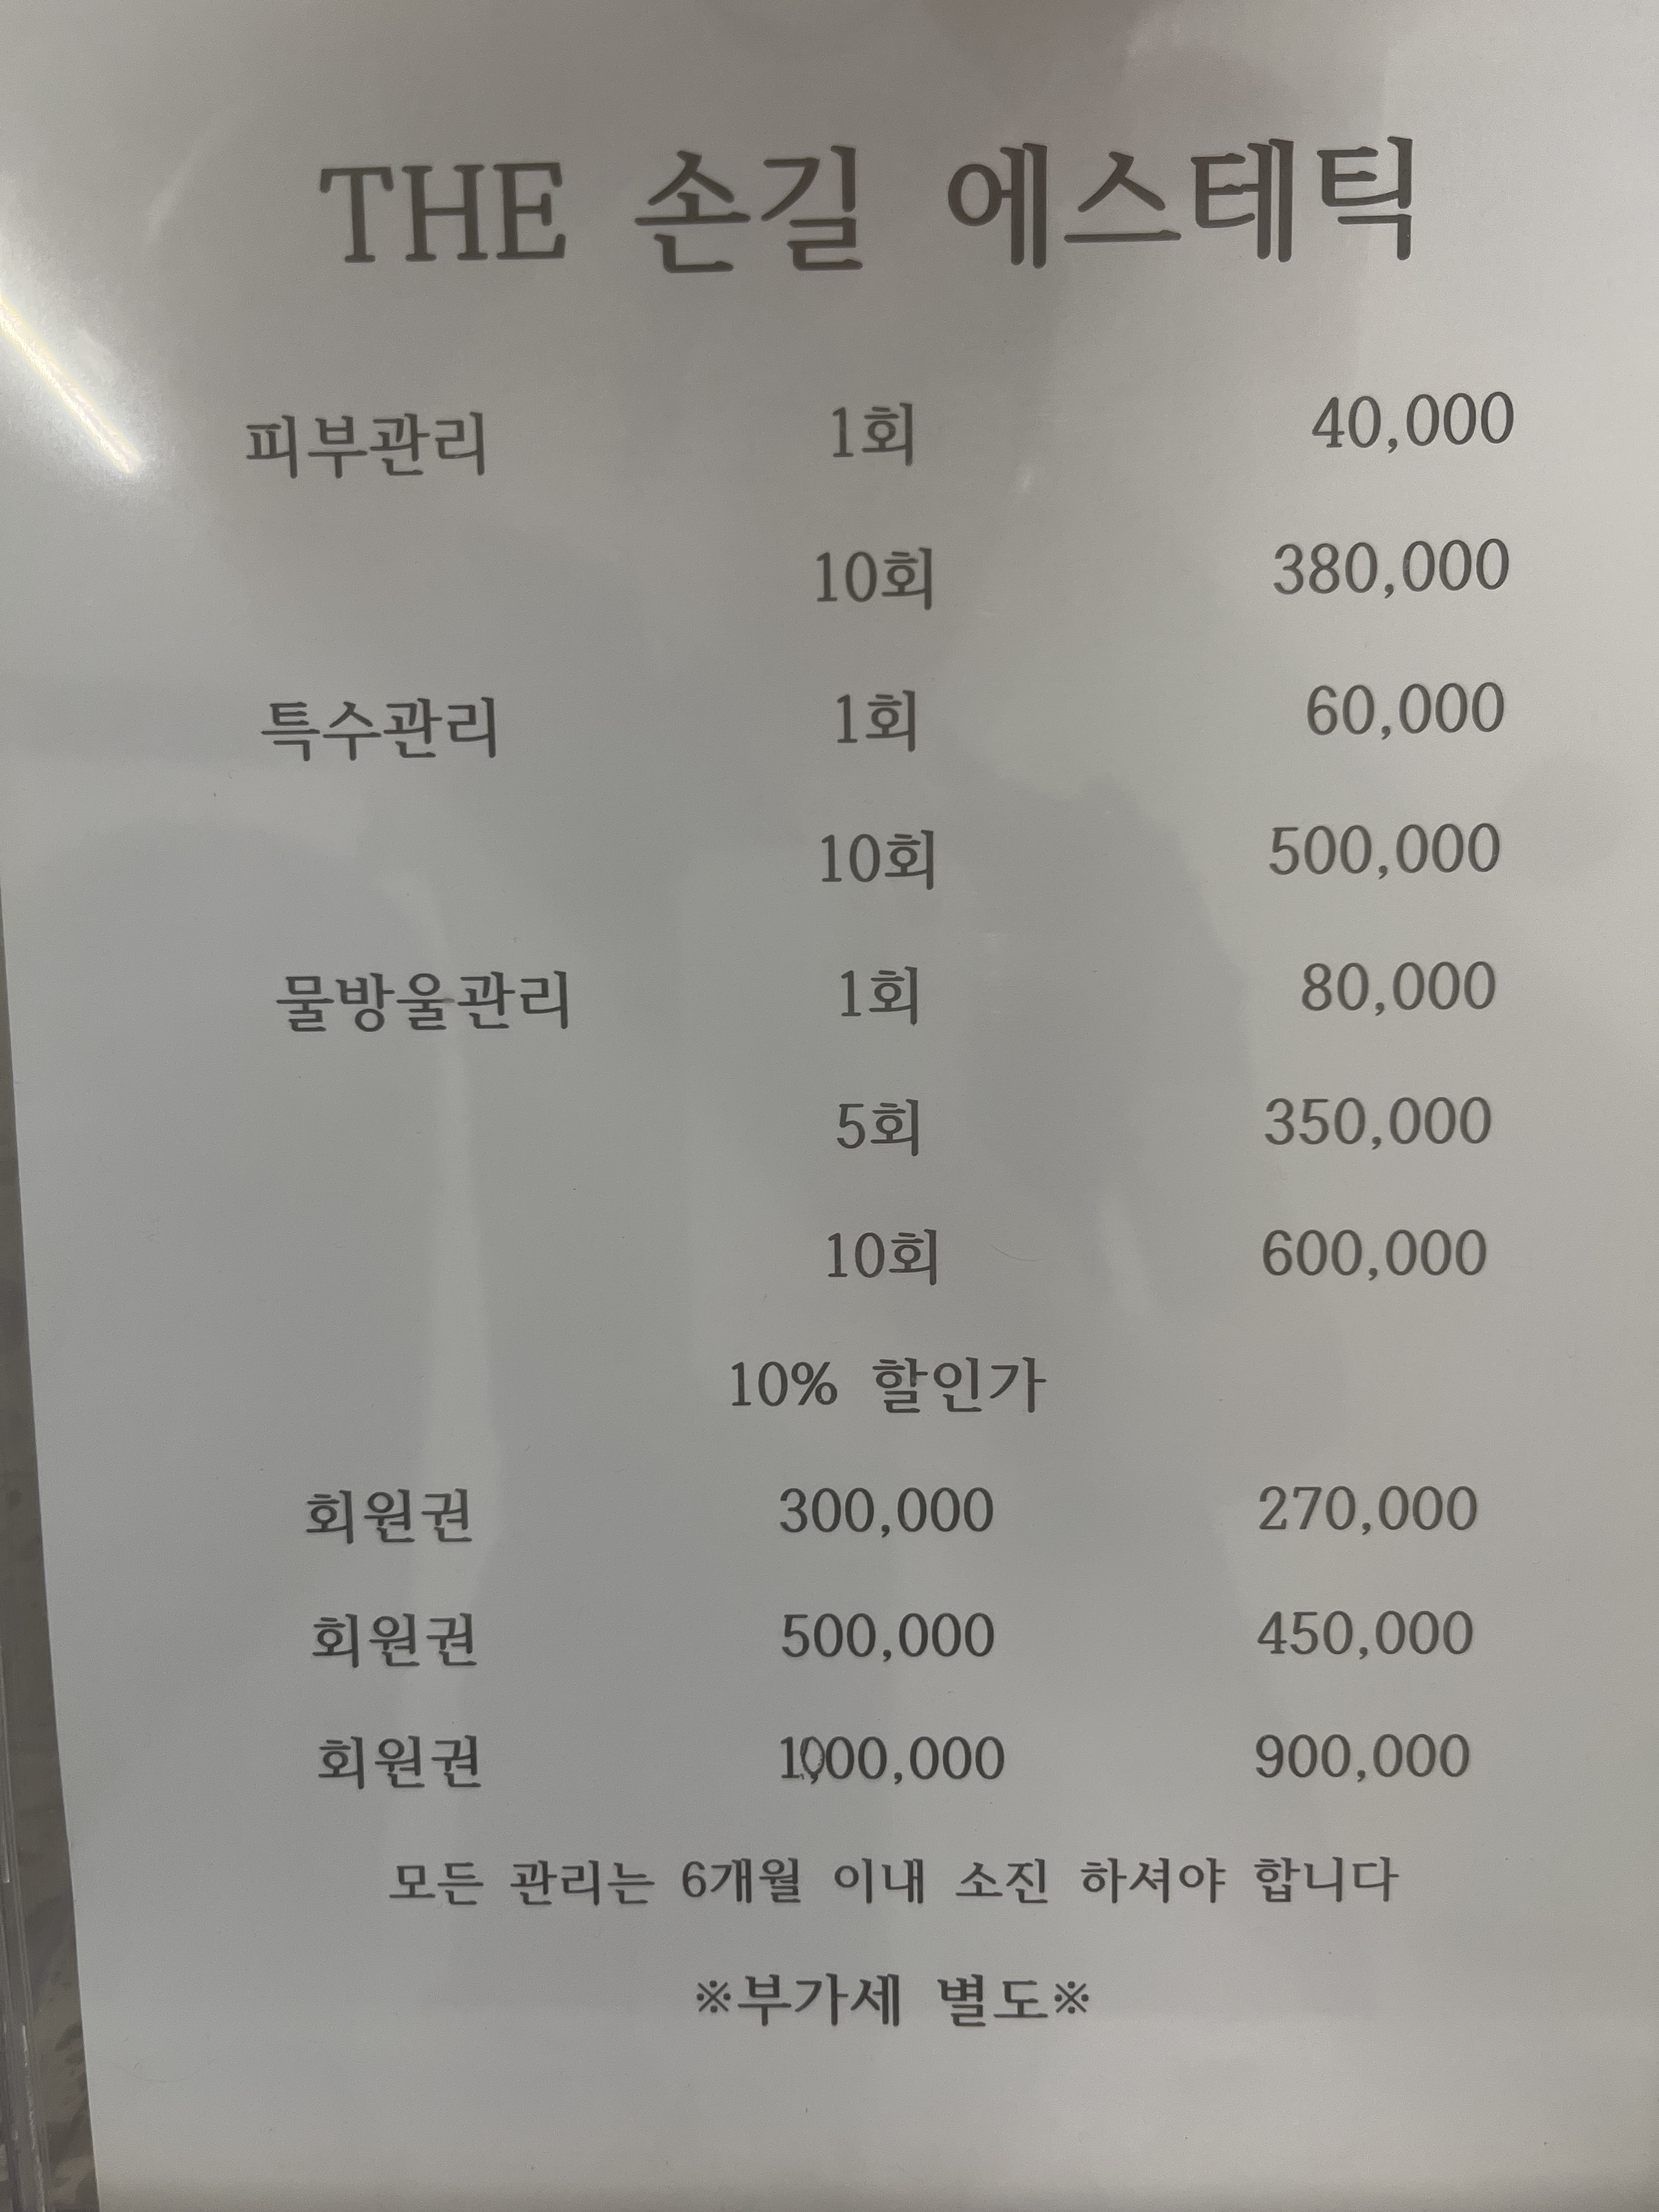 THE 손길 에스테틱
피부관리 1회 40,000
10회 380,000
특수관리 1회 60,000
10회 500,000
물방울관리 1회 80,000
5회 350,000
10회 600,000
10% 할인가
회원권 300,000 270,000
회원권 500,000 450,000
회원권 1,000,000 900,000
모든 관리는 6개월 이내 소진 하셔야 합니다
※부가세 별도※